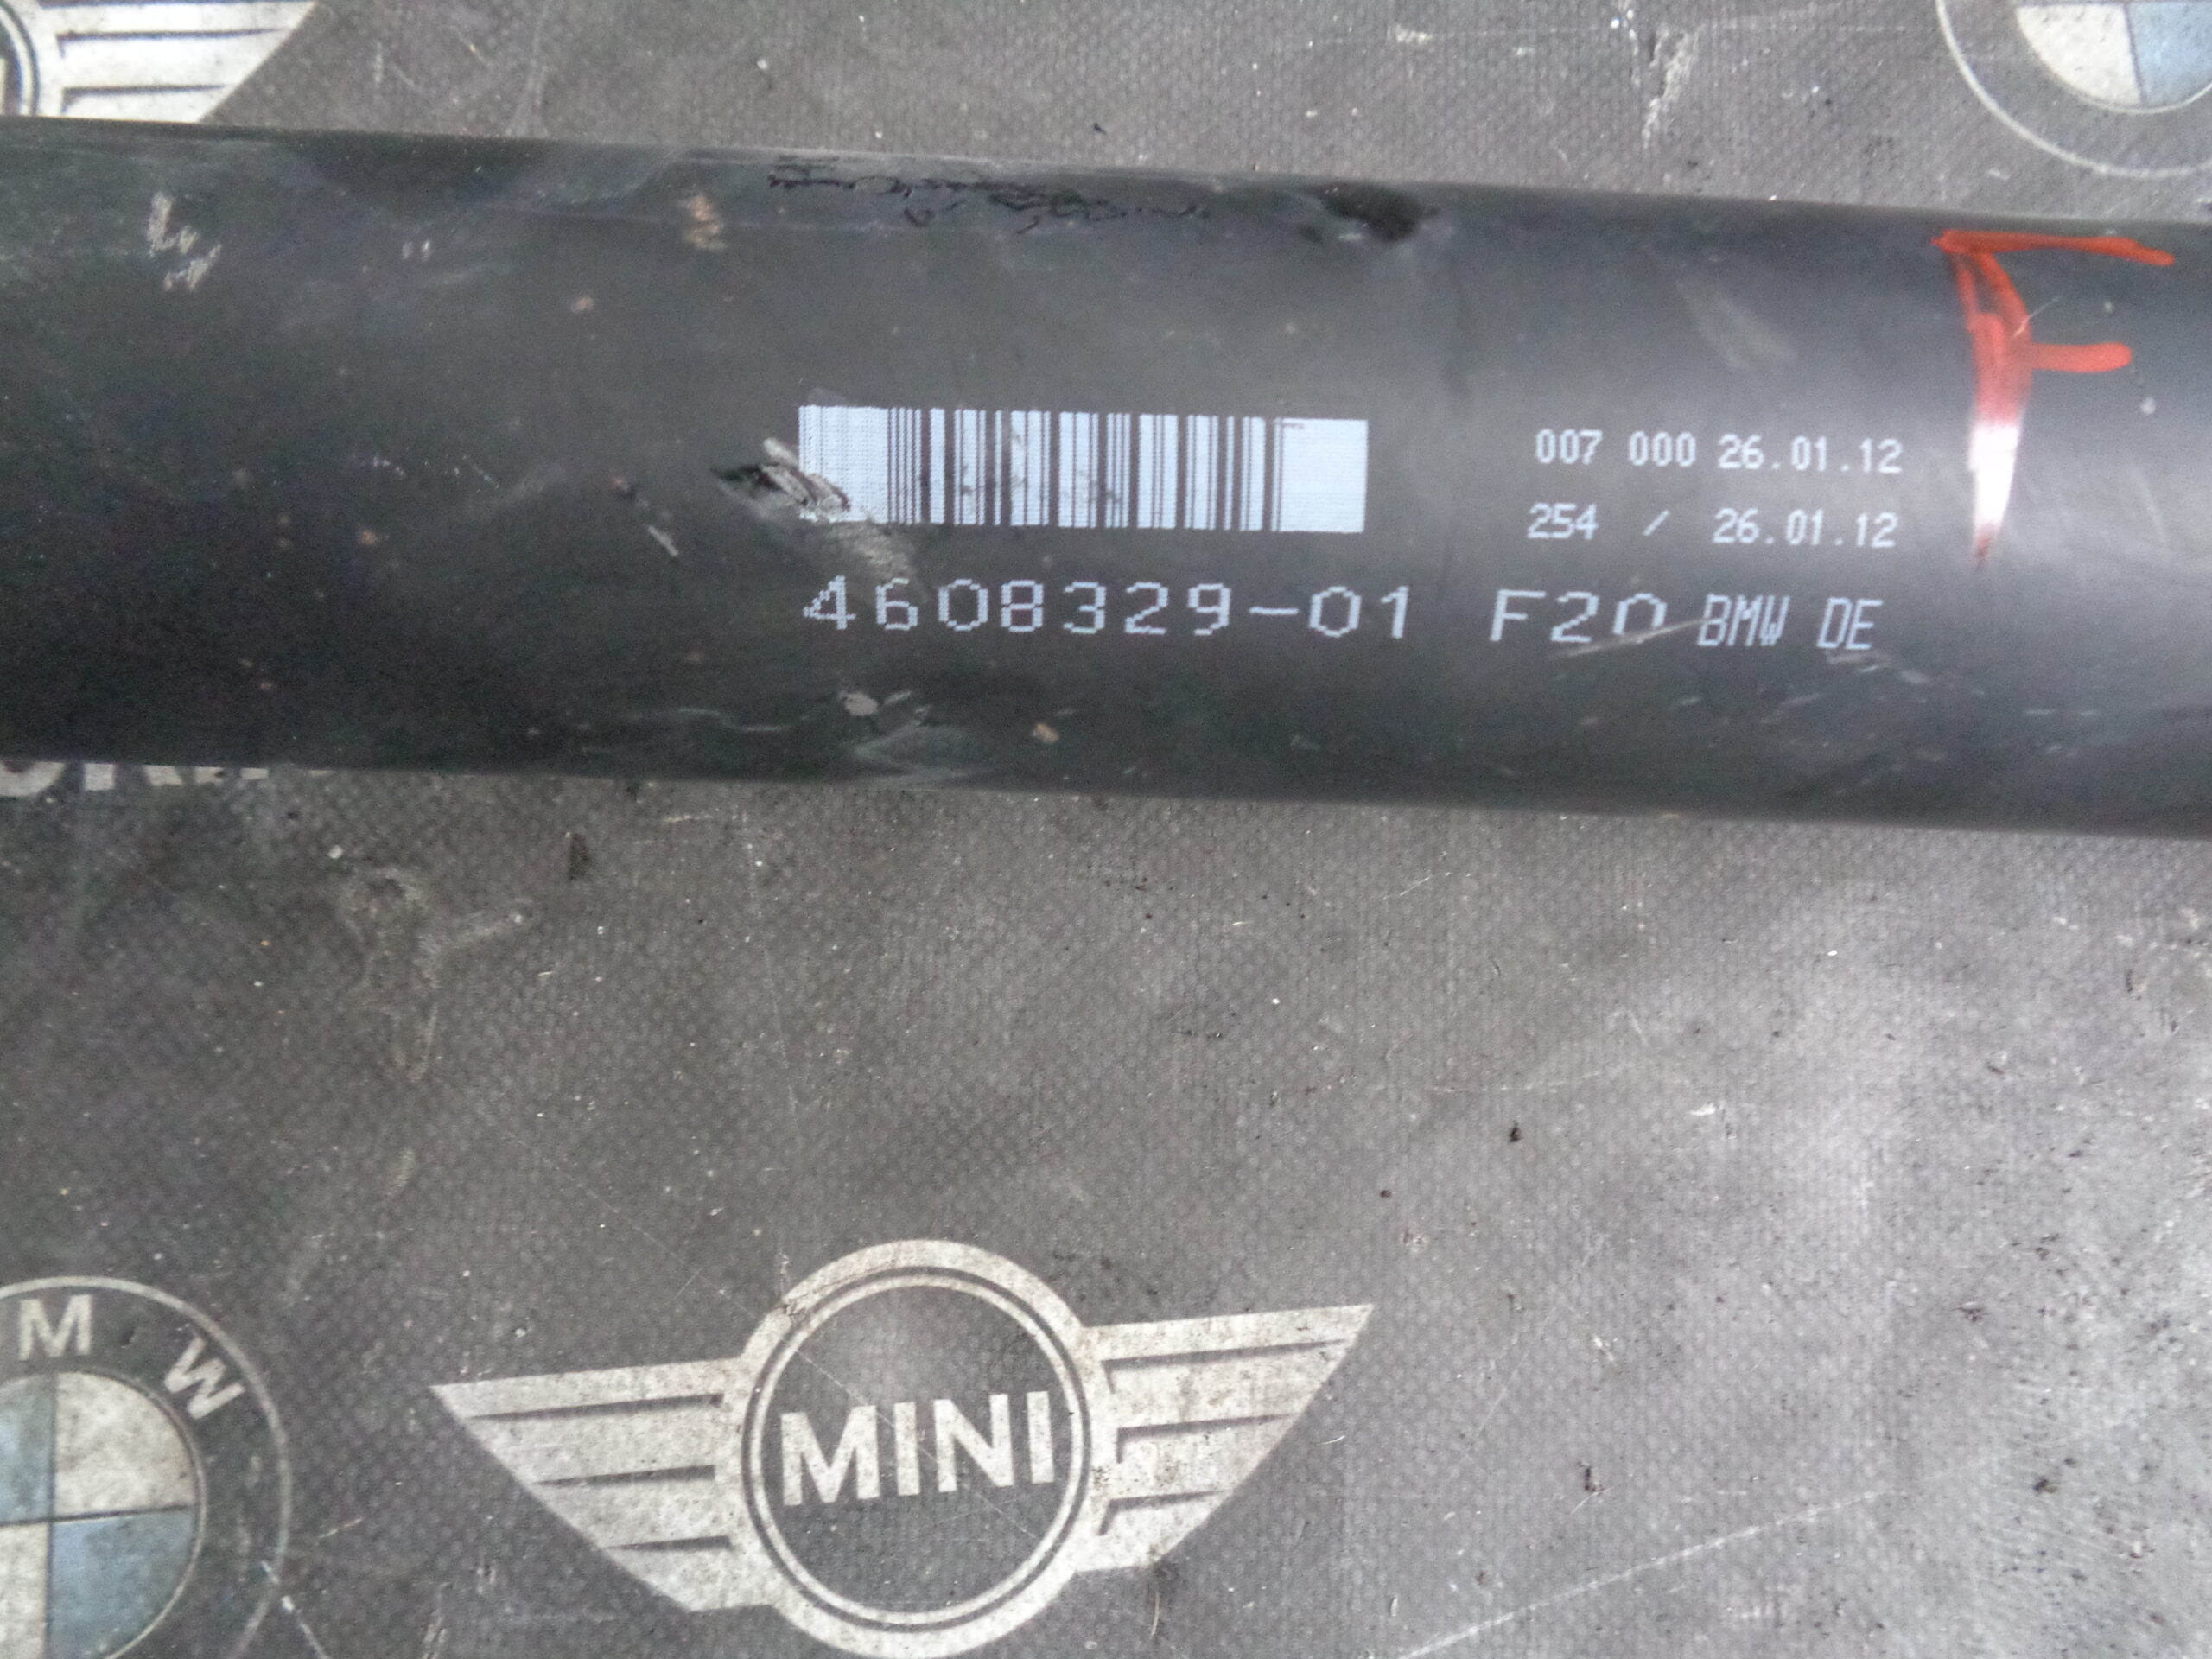 F
007 000 26.01.12
254 / 26.01.12
4608329-01 F20 BMW DE
M W
MINI